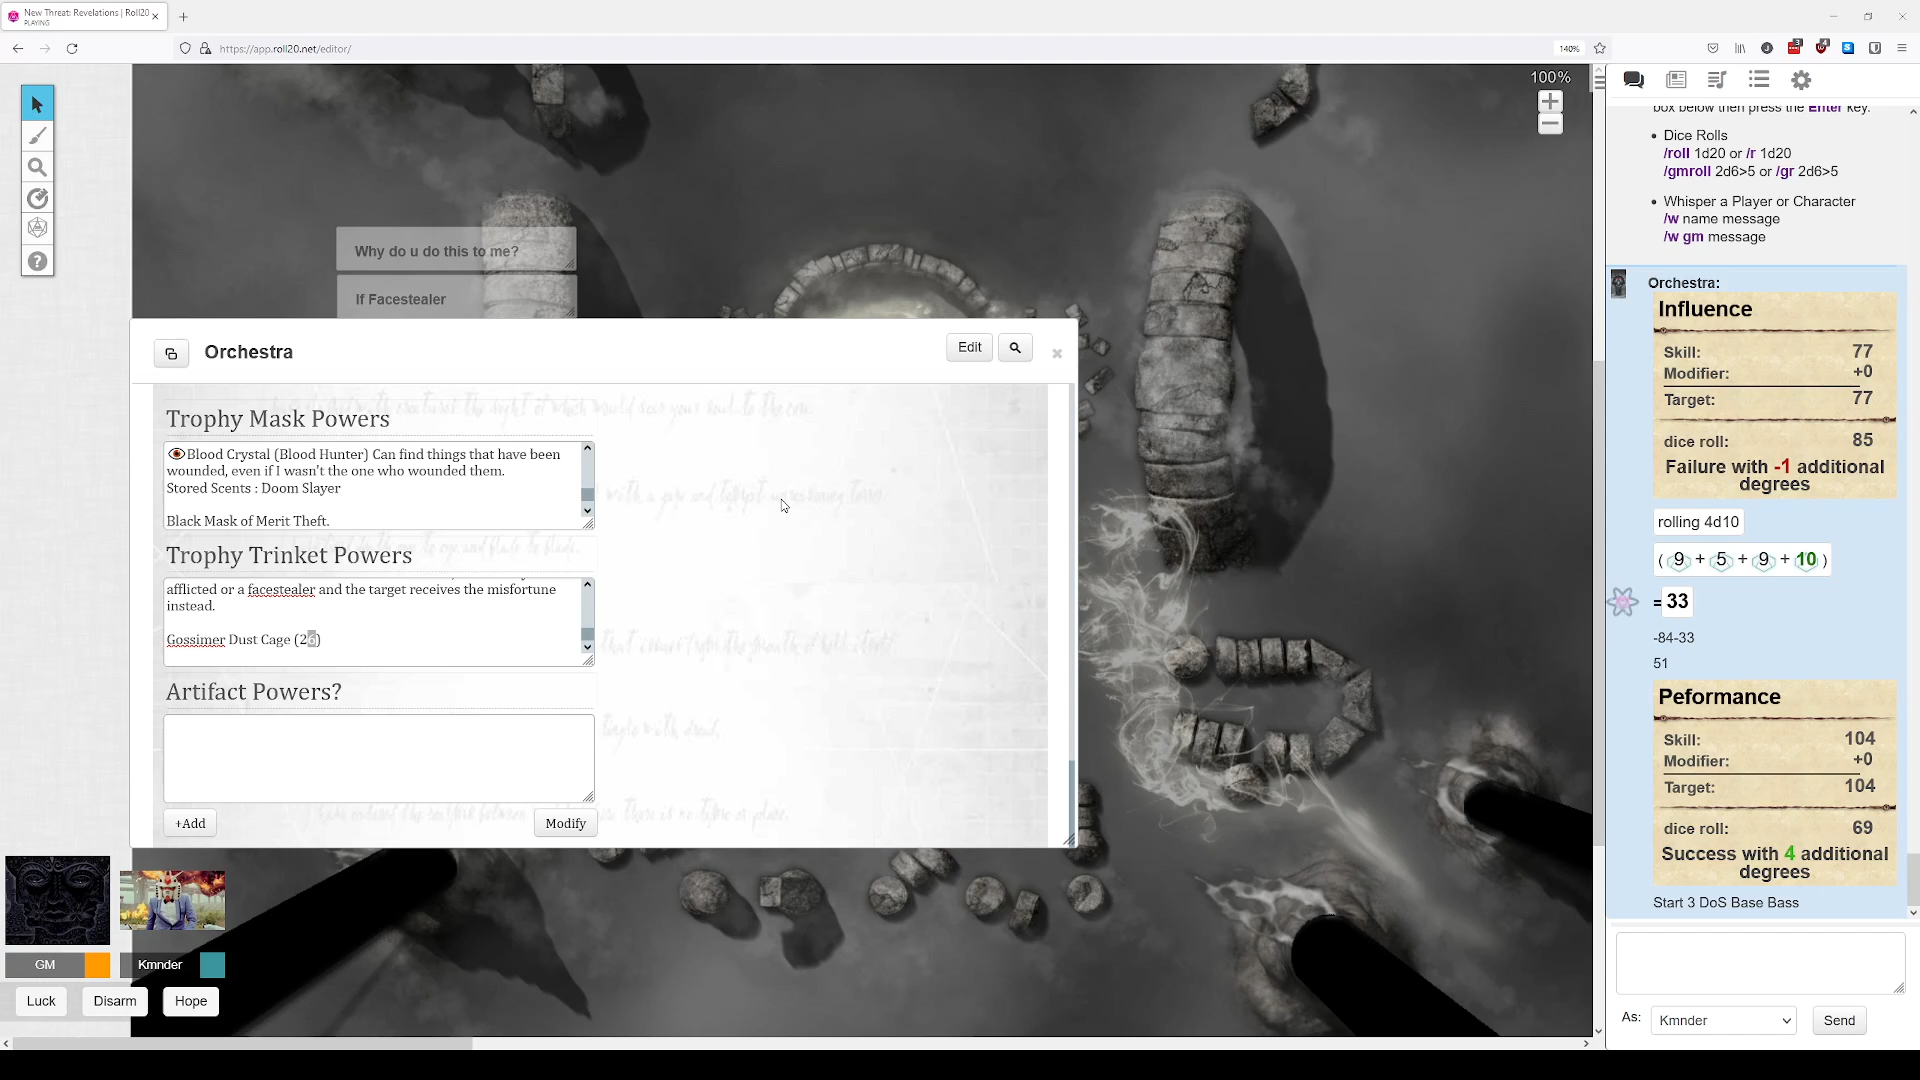 New Threat: Revelations | Roll20
PLAYING
https://app.roll20.net/editor/
140%
3
4
100%
box below then press the Enter key.
• Dice Rolls
/roll 1d20 or /r 1d20
/gmroll 2d6>5 or /gr 2d6>5
• Whisper a Player or Character
/w name message
/w gm message
Why do u do this to me?
If Facestealer
Orchestra
Edit
Trophy Mask Powers
Blood Crystal (Blood Hunter) Can find things that have been
wounded, even if I wasn't the one who wounded them.
Stored Scents : Doom Slayer
Black Mask of Merit Theft.
Trophy Trinket Powers
afflicted or a facestealer and the target receives the misfortune
instead.
Gossimer Dust Cage (26)
Artifact Powers?
+Add
Modify
Orchestra:
Influence
Skill: 77
Modifier: +0
Target: 77
dice roll: 85
Failure with -1 additional
degrees
rolling 4d10
(9+5+9+10)
=33
-84-33
51
Peformance
Skill: 104
Modifier: +0
Target: 104
dice roll: 69
Success with 4 additional
degrees
Start 3 DoS Base Bass
GM
Kmnder
Luck
Disarm
Hope
As:
Kmnder
Send